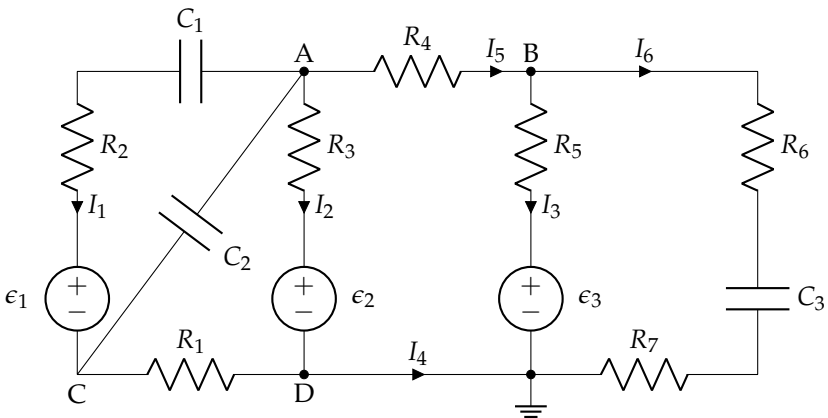 C1
A R4 I5 B I6
R2 R3 R5 R6
I1 I2 I3
C2
ϵ1 + − ϵ2 + − ϵ3 + − C3
R1 I4 R7
C D